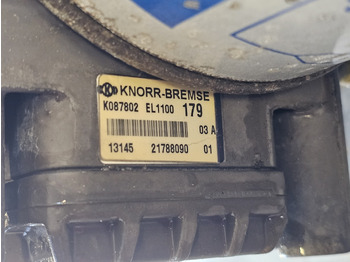 KNORR-BREMSE
K087802 EL1100 179
03 A
13145 21788090 01